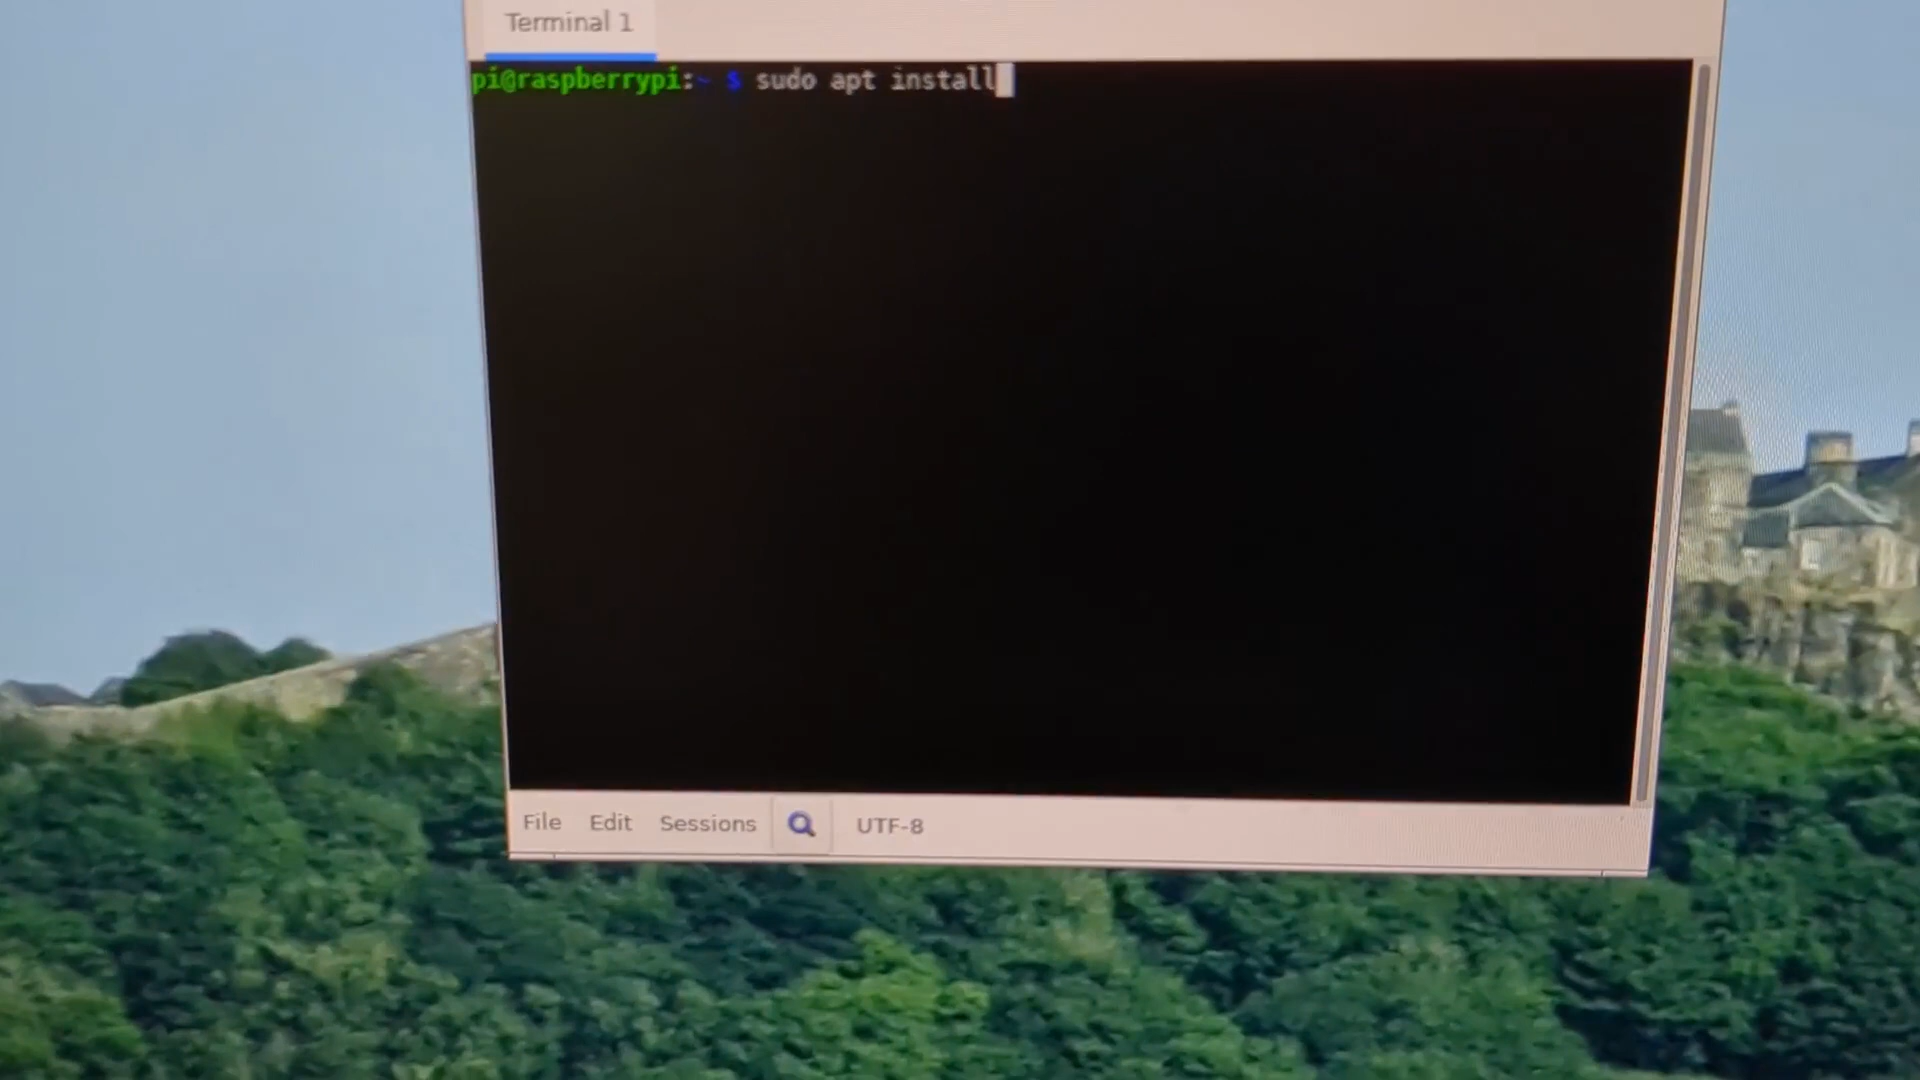 Terminal 1
pi@raspberrypi:~ $ sudo apt install
File Edit Sessions UTF-8